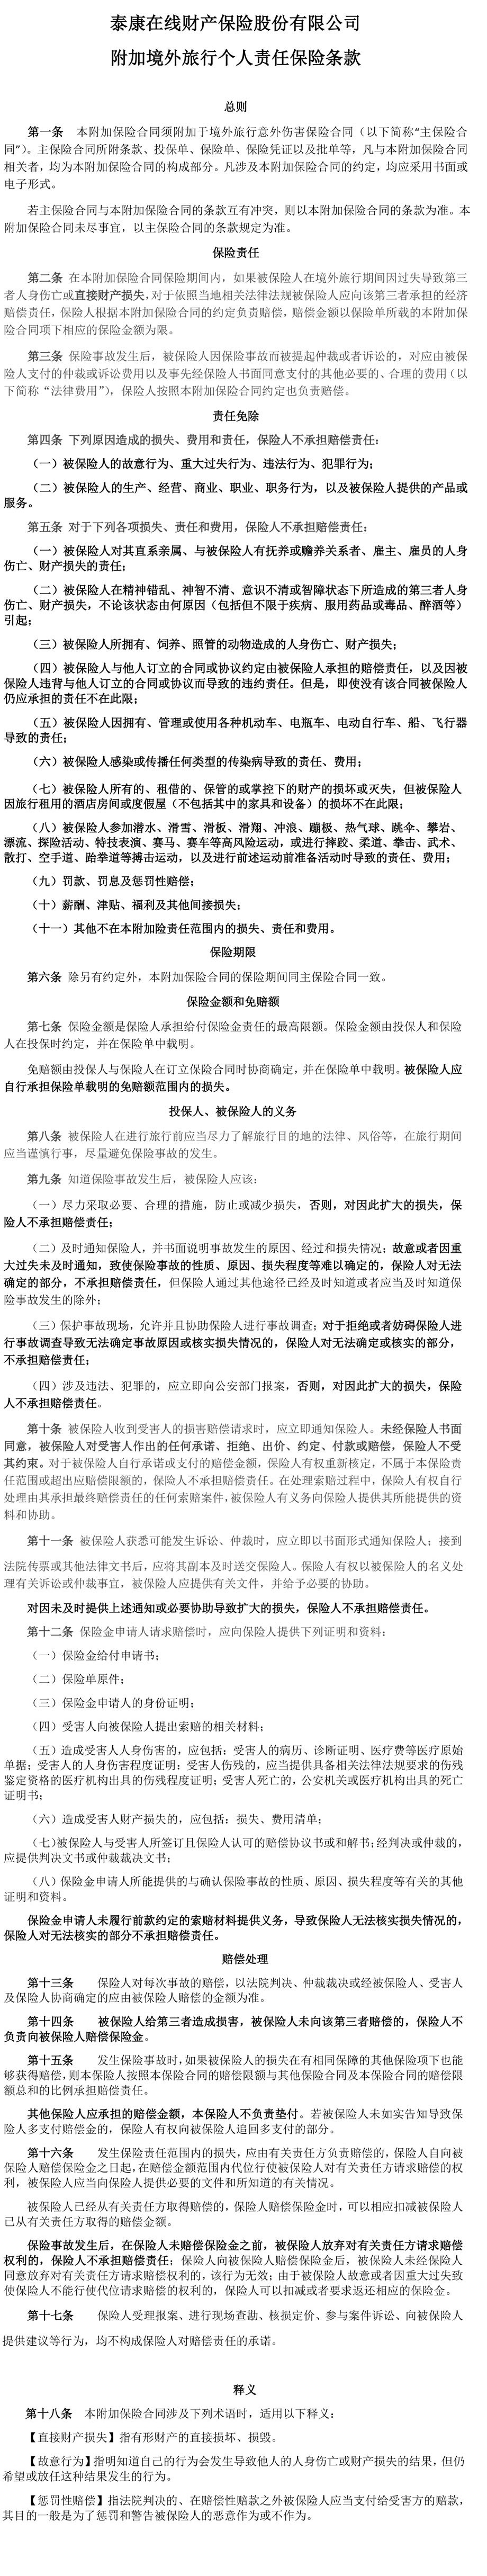 泰康在线财产保险股份有限公司
附加境外旅行个人责任保险条款
总则
第一条 本附加保险合同须附加于境外旅行意外伤害保险合同（以下简称“主保险合
同”）。主保险合同所附条款、投保单、保险单、保险凭证以及批单等，凡与本附加保险合同
相关者，均为本附加保险合同的构成部分。凡涉及本附加保险合同的约定，均应采用书面或
电子形式。
若主保险合同与本附加保险合同的条款互有冲突，则以本附加保险合同的条款为准。本
附加保险合同未尽事宜，以主保险合同的条款规定为准。
保险责任
第二条 在本附加保险合同保险期间内，如果被保险人在境外旅行期间因过失导致第三
者人身伤亡或直接财产损失，对于依照当地相关法律法规被保险人应向该第三者承担的经济
赔偿责任，保险人根据本附加保险合同的约定负责赔偿，赔偿金额以保险单所载的本附加保
险合同项下相应的保险金额为限。
第三条 保险事故发生后，被保险人因保险事故而被提起仲裁或者诉讼的，对应由被保
险人支付的仲裁或诉讼费用以及事先经保险人书面同意支付的其他必要的、合理的费用（以
下简称“法律费用”），保险人按照本附加保险合同约定也负责赔偿。
责任免除
第四条 下列原因造成的损失、费用和责任，保险人不承担赔偿责任：
（一）被保险人的故意行为、重大过失行为、违法行为、犯罪行为；
（二）被保险人的生产、经营、商业、职业、职务行为，以及被保险人提供的产品或
服务。
第五条 对于下列各项损失、责任和费用，保险人不承担赔偿责任：
（一）被保险人对其直系亲属、与被保险人有抚养或赡养关系者、雇主、雇员的人身
伤亡、财产损失的责任；
（二）被保险人在精神错乱、神智不清、意识不清或智障状态下所造成的第三者人身
伤亡、财产损失，不论该状态由何原因（包括但不限于疾病、服用药品或毒品、醉酒等）
引起；
（三）被保险人所拥有、饲养、照管的动物造成的人身伤亡、财产损失；
（四）被保险人与他人订立的合同或协议约定由被保险人承担的赔偿责任，以及因被
保险人违背与他人订立的合同或协议而导致的违约责任。但是，即使没有该合同被保险人
仍应承担的责任不在此限；
（五）被保险人因拥有、管理或使用各种机动车、电瓶车、电动自行车、船、飞行器
导致的责任；
（六）被保险人感染或传播任何类型的传染病导致的责任、费用；
（七）被保险人所有的、租借的、保管的或掌控下的财产的损坏或灭失，但被保险人
因旅行租用的酒店房间或度假屋（不包括其中的家具和设备）的损坏不在此限；
（八）被保险人参加潜水、滑雪、滑板、滑翔、冲浪、蹦极、热气球、跳伞、攀岩、
漂流、探险活动、特技表演、赛马、赛车等高风险运动，或进行摔跤、柔道、拳击、武术、
散打、空手道、跆拳道等搏击运动，以及进行前述运动前准备活动时导致的责任、费用；
（九）罚款、罚息及惩罚性赔偿；
（十）薪酬、津贴、福利及其他间接损失；
（十一）其他不在本附加险责任范围内的损失、责任和费用。
保险期限
第六条 除另有约定外，本附加保险合同的保险期间同主保险合同一致。
保险金额和免赔额
第七条 保险金额是保险人承担给付保险金责任的最高限额。保险金额由投保人和保险
人在投保时约定，并在保险单中载明。
免赔额由投保人与保险人在订立保险合同时协商确定，并在保险单中载明。被保险人应
自行承担保险单载明的免赔额范围内的损失。
投保人、被保险人的义务
第八条 被保险人在进行旅行前应当尽力了解旅行目的地的法律、风俗等，在旅行期间
应当谨慎行事，尽量避免保险事故的发生。
第九条 知道保险事故发生后，被保险人应该：
（一）尽力采取必要、合理的措施，防止或减少损失，否则，对因此扩大的损失，保
险人不承担赔偿责任；
（二）及时通知保险人，并书面说明事故发生的原因、经过和损失情况；故意或者因重
大过失未及时通知，致使保险事故的性质、原因、损失程度等难以确定的，保险人对无法
确定的部分，不承担赔偿责任，但保险人通过其他途径已经及时知道或者应当及时知道保
险事故发生的除外；
（三）保护事故现场，允许并且协助保险人进行事故调查；对于拒绝或者妨碍保险人进
行事故调查导致无法确定事故原因或核实损失情况的，保险人对无法确定或核实的部分，
不承担赔偿责任；
（四）涉及违法、犯罪的，应立即向公安部门报案，否则，对因此扩大的损失，保险
人不承担赔偿责任。
第十条 被保险人收到受害人的损害赔偿请求时，应立即通知保险人。未经保险人书面
同意，被保险人对受害人作出的任何承诺、拒绝、出价、约定、付款或赔偿，保险人不受
其约束。对于被保险人自行承诺或支付的赔偿金额，保险人有权重新核定，不属于本保险责
任范围或超出应赔偿限额的，保险人不承担赔偿责任。在处理索赔过程中，保险人有权自行
处理由其承担最终赔偿责任的任何索赔案件，被保险人有义务向保险人提供其所能提供的资
料和协助。
第十一条 被保险人获悉可能发生诉讼、仲裁时，应立即以书面形式通知保险人；接到
法院传票或其他法律文书后，应将其副本及时送交保险人。保险人有权以被保险人的名义处
理有关诉讼或仲裁事宜，被保险人应提供有关文件，并给予必要的协助。
对因未及时提供上述通知或必要协助导致扩大的损失，保险人不承担赔偿责任。
第十二条 保险金申请人请求赔偿时，应向保险人提供下列证明和资料：
（一）保险金给付申请书；
（二）保险单原件；
（三）保险金申请人的身份证明；
（四）受害人向被保险人提出索赔的相关材料；
（五）造成受害人人身伤害的，应包括：受害人的病历、诊断证明、医疗费等医疗原始
单据；受害人的人身伤害程度证明：受害人伤残的，应当提供具备相关法律法规要求的伤残
鉴定资格的医疗机构出具的伤残程度证明；受害人死亡的，公安机关或医疗机构出具的死亡
证明书；
（六）造成受害人财产损失的，应包括：损失、费用清单；
（七）被保险人与受害人所签订且保险人认可的赔偿协议书或和解书；经判决或仲裁的，
应提供判决文书或仲裁裁决文书；
（八）保险金申请人所能提供的与确认保险事故的性质、原因、损失程度等有关的其他
证明和资料。
保险金申请人未履行前款约定的索赔材料提供义务，导致保险人无法核实损失情况的，
保险人对无法核实的部分不承担赔偿责任。
赔偿处理
第十三条 保险人对每次事故的赔偿，以法院判决、仲裁裁决或经被保险人、受害人
及保险人协商确定的应由被保险人赔偿的金额为准。
第十四条 被保险人给第三者造成损害，被保险人未向该第三者赔偿的，保险人不
负责向被保险人赔偿保险金。
第十五条 发生保险事故时，如果被保险人的损失在有相同保障的其他保险项下也能
够获得赔偿，则本保险人按照本保险合同的赔偿限额与其他保险合同及本保险合同的赔偿限
额总和的比例承担赔偿责任。
其他保险人应承担的赔偿金额，本保险人不负责垫付。若被保险人未如实告知导致保
险人多支付赔偿金的，保险人有权向被保险人追回多支付的部分。
第十六条 发生保险责任范围内的损失，应由有关责任方负责赔偿的，保险人自向被
保险人赔偿保险金之日起，在赔偿金额范围内代位行使被保险人对有关责任方请求赔偿的权
利，被保险人应当向保险人提供必要的文件和所知道的有关情况。
被保险人已经从有关责任方取得赔偿的，保险人赔偿保险金时，可以相应扣减被保险人
已从有关责任方取得的赔偿金额。
保险事故发生后，在保险人未赔偿保险金之前，被保险人放弃对有关责任方请求赔偿
权利的，保险人不承担赔偿责任；保险人向被保险人赔偿保险金后，被保险人未经保险人
同意放弃对有关责任方请求赔偿权利的，该行为无效；由于被保险人故意或者因重大过失致
使保险人不能行使代位请求赔偿的权利的，保险人可以扣减或者要求返还相应的保险金。
第十七条 保险人受理报案、进行现场查勘、核损定价、参与案件诉讼、向被保险人
提供建议等行为，均不构成保险人对赔偿责任的承诺。
释义
第十八条 本附加保险合同涉及下列术语时，适用以下释义：
【直接财产损失】指有形财产的直接损坏、损毁。
【故意行为】指明知道自己的行为会发生导致他人的人身伤亡或财产损失的结果，但仍
希望或放任这种结果发生的行为。
【惩罚性赔偿】指法院判决的、在赔偿性赔款之外被保险人应当支付给受害方的赔款，
其目的一般是为了惩罚和警告被保险人的恶意作为或不作为。